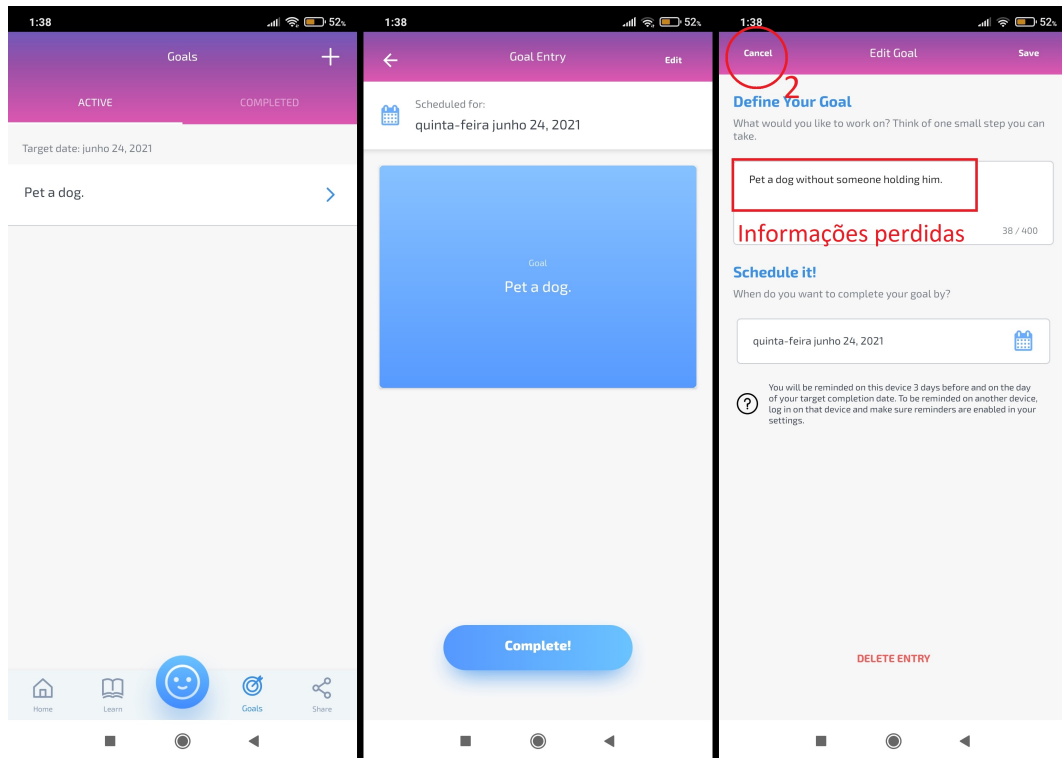 1:38
52%
Goals
ACTIVE
COMPLETED
Target date: junho 24, 2021
Pet a dog.
Home
Learn
Goals
Share
1:38
52%
Goal Entry
Edit
Scheduled for:
quinta-feira junho 24, 2021
Goal
Pet a dog.
Complete!
1:38
52%
Cancel
Edit Goal
Save
2
Define Your Goal
What would you like to work on? Think of one small step you can
take.
Pet a dog without someone holding him.
Informações perdidas
38 / 400
Schedule it!
When do you want to complete your goal by?
quinta-feira junho 24, 2021
You will be reminded on this device 3 days before and on the day
of your target completion date. To be reminded on another device,
log in on that device and make sure reminders are enabled in your
settings.
DELETE ENTRY